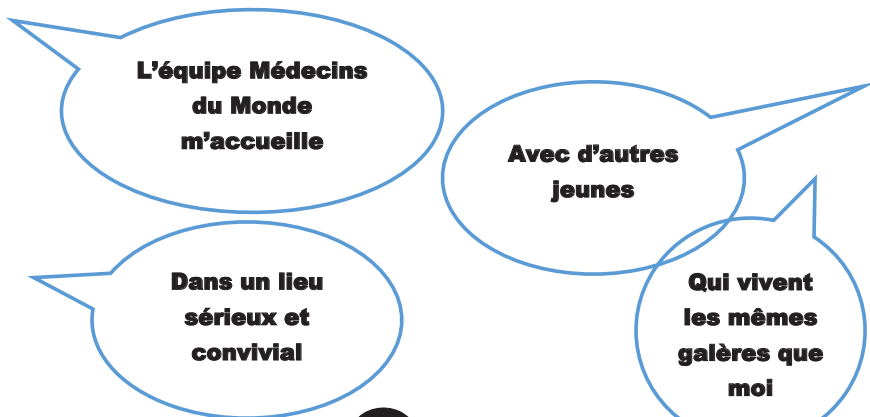 L’équipe Médecins
du Monde
m’accueille
Avec d’autres
jeunes
Dans un lieu
sérieux et
convivial
Qui vivent
les mêmes
galères que
moi